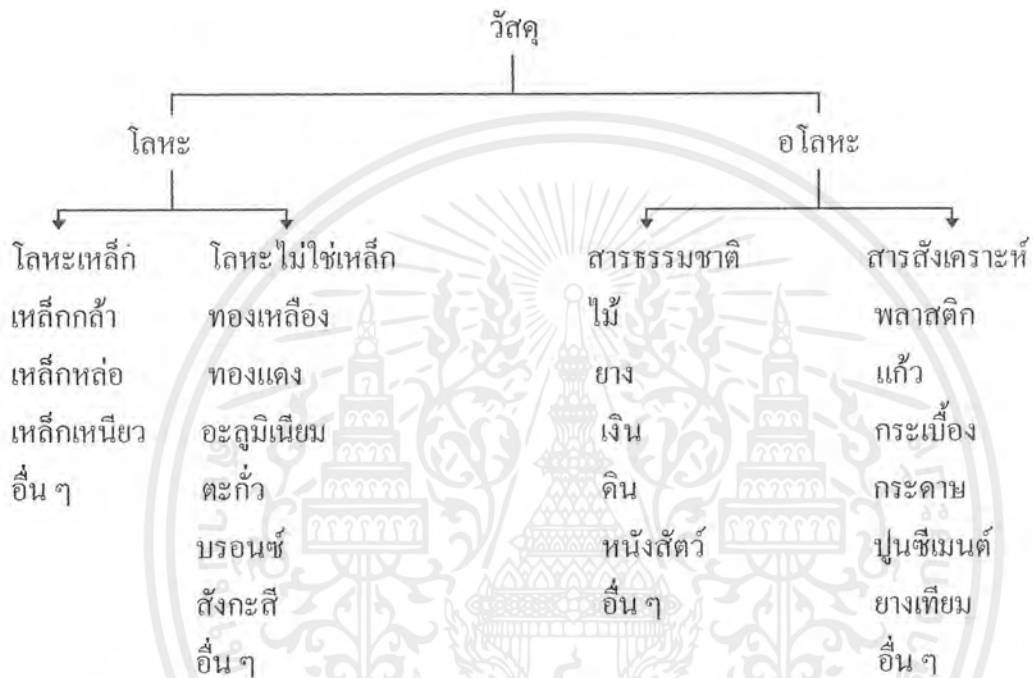 วัสดุ
โลหะ
อโลหะ
โลหะเหล็ก
เหล็กกล้า
เหล็กหล่อ
เหล็กเหนียว
อื่น ๆ
โลหะไม่ใช่เหล็ก
ทองเหลือง
ทองแดง
อะลูมิเนียม
ตะกั่ว
บรอนซ์
สังกะสี
อื่น ๆ
สารธรรมชาติ
ไม้
ยาง
เงิน
ดิน
หนังสัตว์
อื่น ๆ
สารสังเคราะห์
พลาสติก
แก้ว
กระเบื้อง
กระดาษ
ปูนซีเมนต์
ยางเทียม
อื่น ๆ